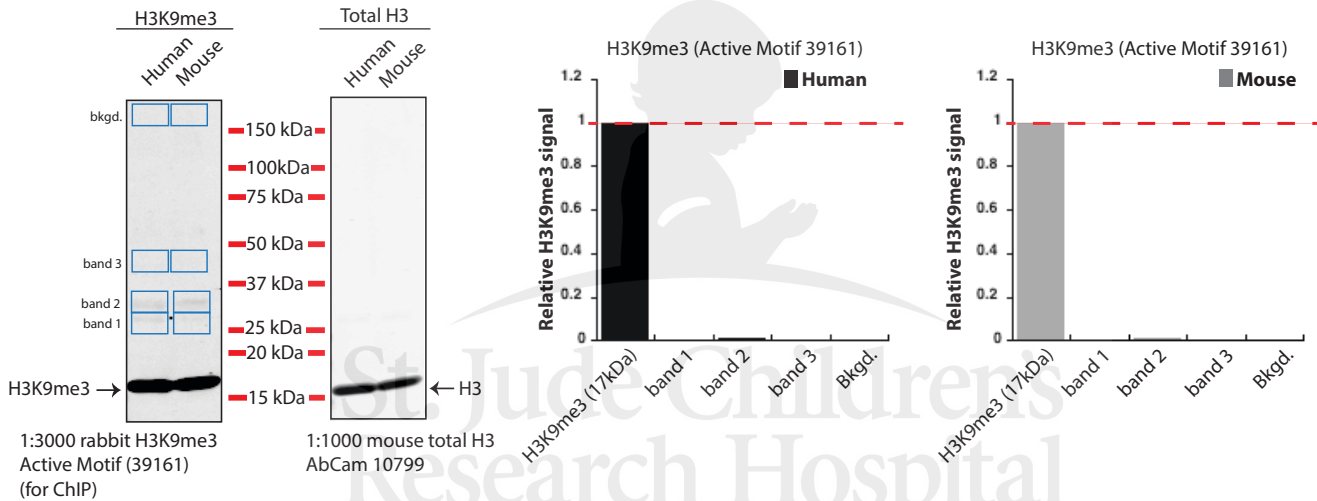 H3K9me3
Human
Mouse
bkgd.
band 3
band 2
band 1
H3K9me3
1:3000 rabbit H3K9me3
Active Motif (39161)
(for ChIP)
150 kDa
100kDa
75 kDa
50 kDa
37 kDa
25 kDa
20 kDa
15 kDa
Total H3
Human
Mouse
H3
1:1000 mouse total H3
AbCam 10799
H3K9me3 (Active Motif 39161)
Human
Relative H3K9me3 signal
1.2
1
0.8
0.6
0.4
0.2
0
H3K9me3 (17kDa)
band 1
band 2
band 3
Bkgd.
H3K9me3 (Active Motif 39161)
Mouse
Relative H3K9me3 signal
1.2
1
0.8
0.6
0.4
0.2
0
H3K9me3 (17kDa)
band 1
band 2
band 3
Bkgd.
St. Jude Children's
Research Hospital